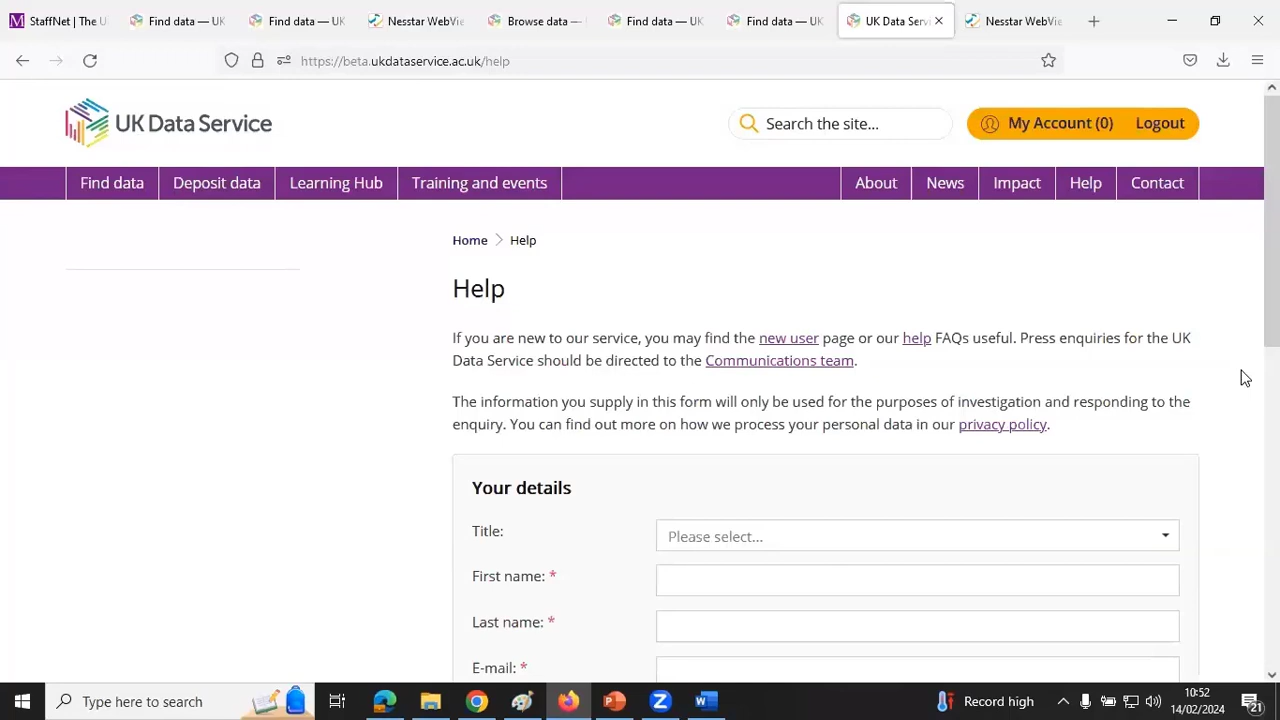 StaffNet | The U
Find data — UK
Find data — UK
Nesstar WebVie
Browse data —
Find data — UK
Find data — UK
UK Data Servi
Nesstar WebVie
https://beta.ukdataservice.ac.uk/help
UK Data Service
Search the site...
My Account (0) Logout
Find data Deposit data Learning Hub Training and events About News Impact Help Contact
Home Help
Help
If you are new to our service, you may find the new user page or our help FAQs useful. Press enquiries for the UK
Data Service should be directed to the Communications team.
The information you supply in this form will only be used for the purposes of investigation and responding to the
enquiry. You can find out more on how we process your personal data in our privacy policy.
Your details
Title: Please select...
First name: *
Last name: *
E-mail: *
Type here to search
Record high
10:52
14/02/2024
21